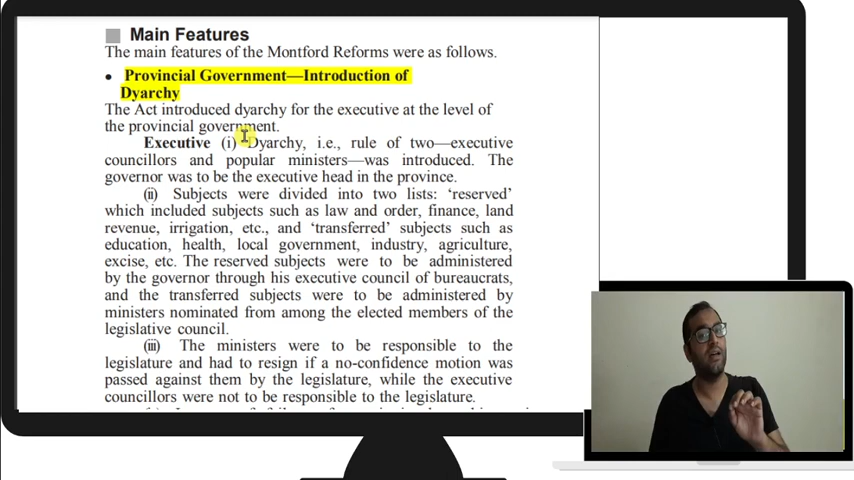 Main Features
The main features of the Montford Reforms were as follows.
• Provincial Government—Introduction of
Dyarchy
The Act introduced dyarchy for the executive at the level of
the provincial government.
Executive (i) Dyarchy, i.e., rule of two—executive
councillors and popular ministers—was introduced. The
governor was to be the executive head in the province.
(ii) Subjects were divided into two lists: ‘reserved’
which included subjects such as law and order, finance, land
revenue, irrigation, etc., and ‘transferred’ subjects such as
education, health, local government, industry, agriculture,
excise, etc. The reserved subjects were to be administered
by the governor through his executive council of bureaucrats,
and the transferred subjects were to be administered by
ministers nominated from among the elected members of the
legislative council.
(iii) The ministers were to be responsible to the
legislature and had to resign if a no-confidence motion was
passed against them by the legislature, while the executive
councillors were not to be responsible to the legislature.